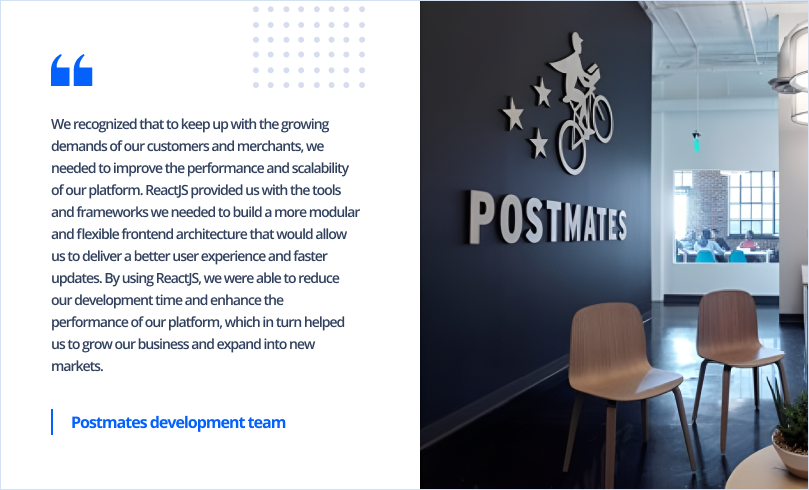 We recognized that to keep up with the growing
demands of our customers and merchants, we
needed to improve the performance and scalability
of our platform. ReactJS provided us with the tools
and frameworks we needed to build a more modular
and flexible frontend architecture that would allow
us to deliver a better user experience and faster
updates. By using ReactJS, we were able to reduce
our development time and enhance the
performance of our platform, which in turn helped
us to grow our business and expand into new
markets.
Postmates development team
POSTMATES